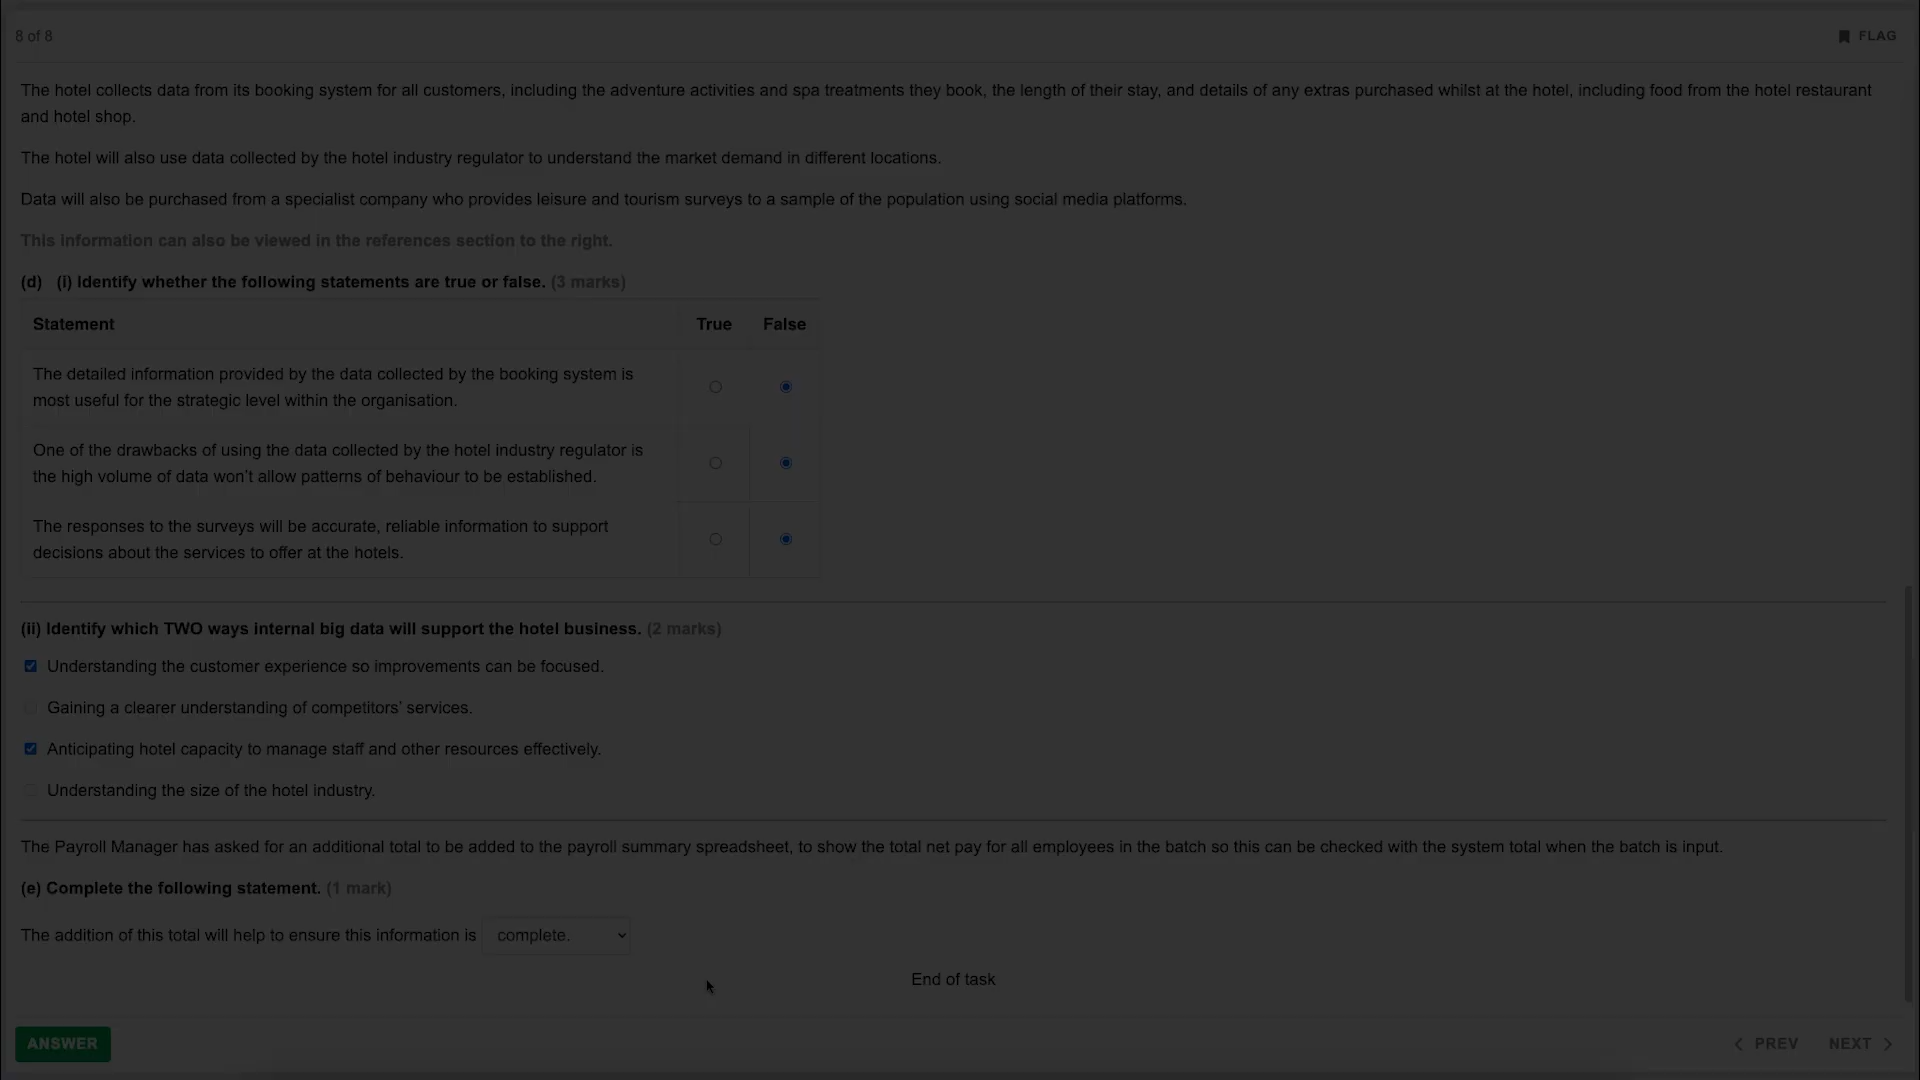 8 of 8
FLAG
The hotel collects data from its booking system for all customers, including the adventure activities and spa treatments they book, the length of their stay, and details of any extras purchased whilst at the hotel, including food from the hotel restaurant
and hotel shop.
The hotel will also use data collected by the hotel industry regulator to understand the market demand in different locations.
Data will also be purchased from a specialist company who provides leisure and tourism surveys to a sample of the population using social media platforms.
This information can also be viewed in the references section to the right.
(d) (i) Identify whether the following statements are true or false. (3 marks)
Statement True False
The detailed information provided by the data collected by the booking system is
most useful for the strategic level within the organisation.
One of the drawbacks of using the data collected by the hotel industry regulator is
the high volume of data won't allow patterns of behaviour to be established.
The responses to the surveys will be accurate, reliable information to support
decisions about the services to offer at the hotels.
(ii) Identify which TWO ways internal big data will support the hotel business. (2 marks)
Understanding the customer experience so improvements can be focused.
Gaining a clearer understanding of competitors' services.
Anticipating hotel capacity to manage staff and other resources effectively.
Understanding the size of the hotel industry.
The Payroll Manager has asked for an additional total to be added to the payroll summary spreadsheet, to show the total net pay for all employees in the batch so this can be checked with the system total when the batch is input.
(e) Complete the following statement. (1 mark)
The addition of this total will help to ensure this information is complete.
End of task
ANSWER
PREV NEXT